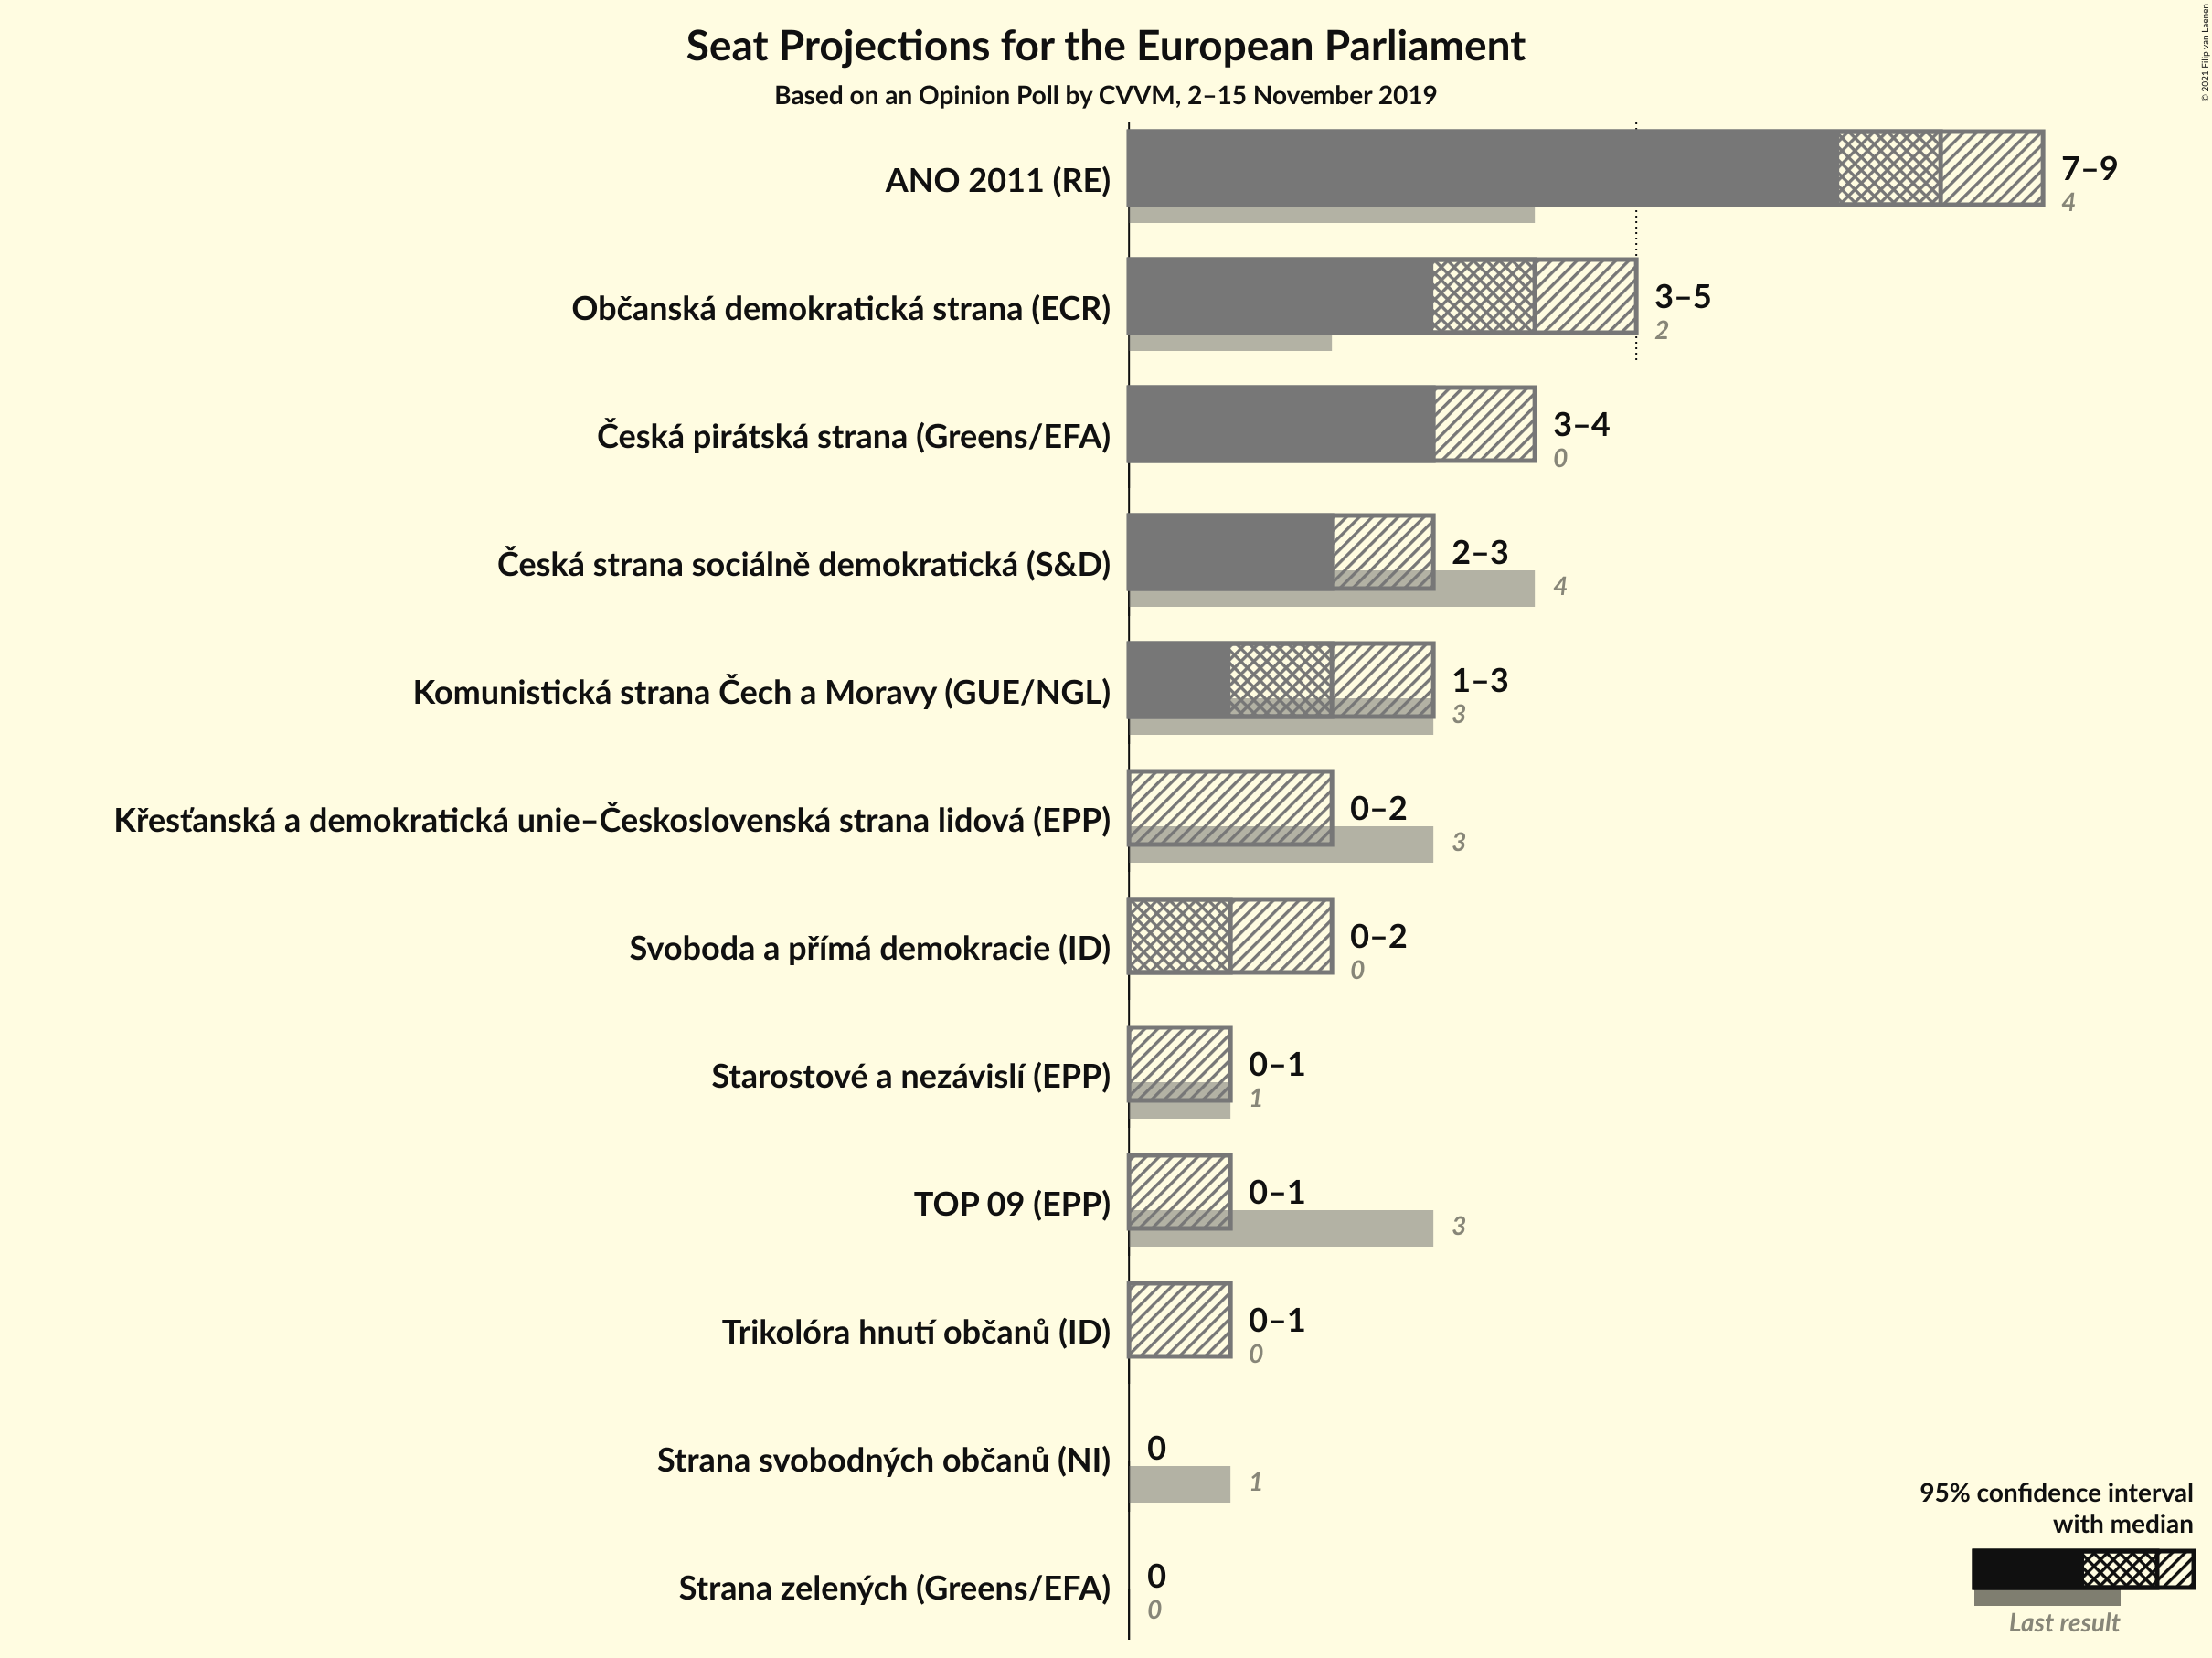 © 2021 Filip van Laenen
Seat Projections for the European Parliament
Based on an Opinion Poll by CVVM, 2–15 November 2019
ANO 2011 (RE)
7–9
4
Občanská demokratická strana (ECR)
3–5
2
Česká pirátská strana (Greens/EFA)
3–4
0
Česká strana sociálně demokratická (S&D)
2–3
4
Komunistická strana Čech a Moravy (GUE/NGL)
1–3
3
Křesťanská a demokratická unie–Československá strana lidová (EPP)
0–2
3
Svoboda a přímá demokracie (ID)
0–2
0
Starostové a nezávislí (EPP)
0–1
1
TOP 09 (EPP)
0–1
3
Trikolóra hnutí občanů (ID)
0–1
0
Strana svobodných občanů (NI)
0
1
Strana zelených (Greens/EFA)
0
0
95% confidence interval
with median
Last result